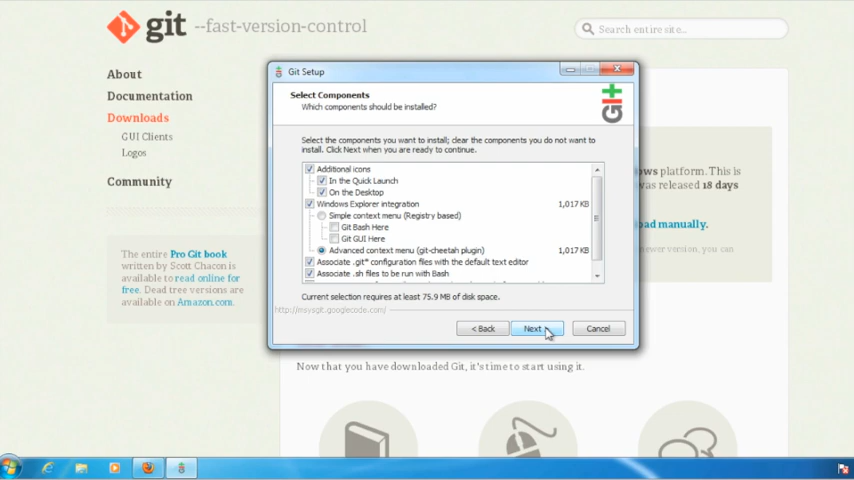 git --fast-version-control
Search entire site...
About
Documentation
Downloads
GUI Clients
Logos
Community
The entire Pro Git book
written by Scott Chacon
is available to read online for
free. Dead tree versions are
available on Amazon.com.
Git Setup
Select Components
Which components should be installed?
Git
Select the components you want to install; clear the components you do not want to
install. Click Next when you are ready to continue.
Additional icons
In the Quick Launch
On the Desktop
Windows Explorer integration 1,017 KB
Simple context menu (Registry based)
Git Bash Here
Git GUI Here
Advanced context menu (git-cheetah plugin) 1,017 KB
Associate .git* configuration files with the default text editor
Associate .sh files to be run with Bash
Current selection requires at least 75.9 MB of disk space.
http://msysgit.googlecode.com/
< Back
Next >
Cancel
platform. This is
was released 18 days
manually.
newer version, you can
Now that you have downloaded Git, it's time to start using it.